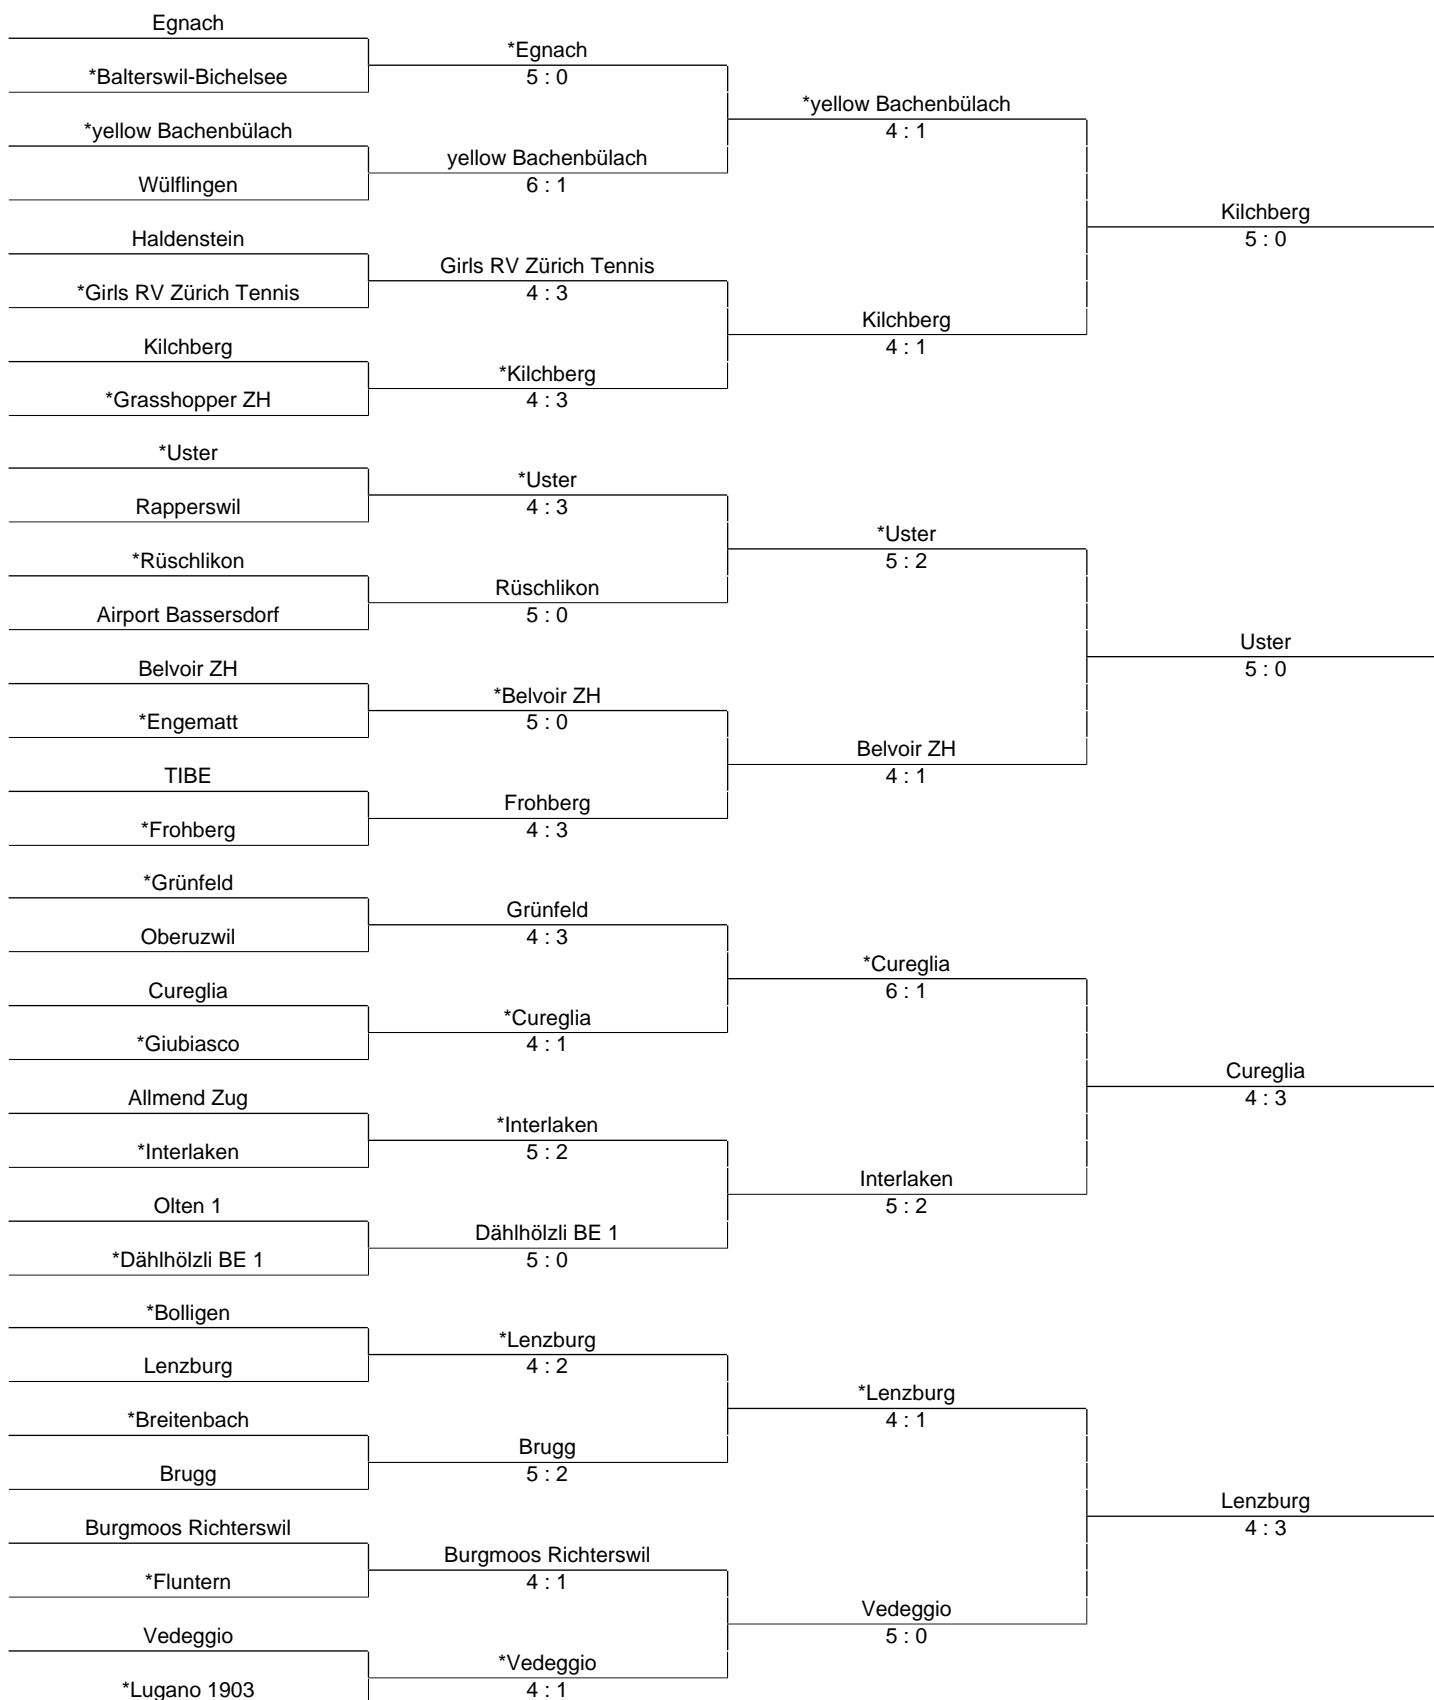 Egnach
*Balterswil-Bichelsee
*yellow Bachenbülach
Wülflingen
Haldenstein
*Girls RV Zürich Tennis
Kilchberg
*Grasshopper ZH
*Uster
Rapperswil
*Rüschlikon
Airport Bassersdorf
Belvoir ZH
*Engematt
TIBE
*Frohberg
*Grünfeld
Oberuzwil
Cureglia
*Giubiasco
Allmend Zug
*Interlaken
Olten 1
*Dählhölzli BE 1
*Bolligen
Lenzburg
*Breitenbach
Brugg
Burgmoos Richterswil
*Fluntern
Vedeggio
*Lugano 1903
*Egnach
5 : 0
yellow Bachenbülach
6 : 1
Girls RV Zürich Tennis
4 : 3
*Kilchberg
4 : 3
*Uster
4 : 3
Rüschlikon
5 : 0
*Belvoir ZH
5 : 0
Frohberg
4 : 3
Grünfeld
4 : 3
*Cureglia
4 : 1
*Interlaken
5 : 2
Dählhölzli BE 1
5 : 0
*Lenzburg
4 : 2
Brugg
5 : 2
Burgmoos Richterswil
4 : 1
*Vedeggio
4 : 1
*yellow Bachenbülach
4 : 1
Kilchberg
4 : 1
*Uster
5 : 2
Belvoir ZH
4 : 1
*Cureglia
6 : 1
Interlaken
5 : 2
*Lenzburg
4 : 1
Vedeggio
5 : 0
Kilchberg
5 : 0
Uster
5 : 0
Cureglia
4 : 3
Lenzburg
4 : 3